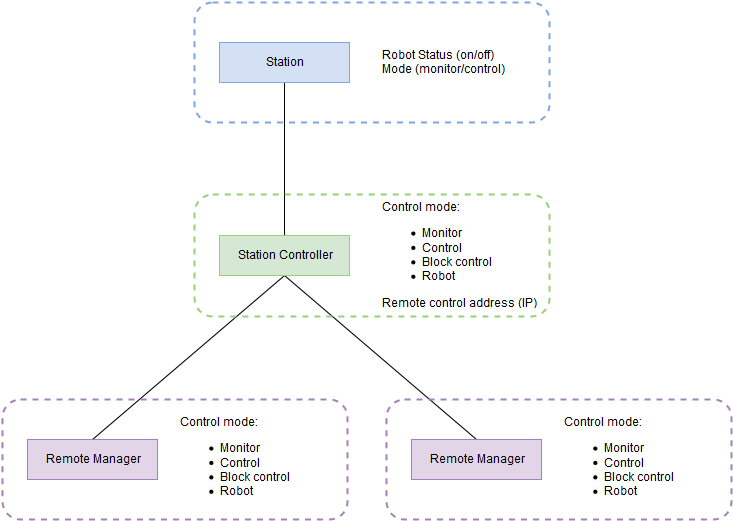 Station
Robot Status (on/off)
Mode (monitor/control)
Station Controller
Control mode:
• Monitor
• Control
• Block control
• Robot
Remote control address (IP)
Remote Manager
Control mode:
• Monitor
• Control
• Block control
• Robot
Remote Manager
Control mode:
• Monitor
• Control
• Block control
• Robot